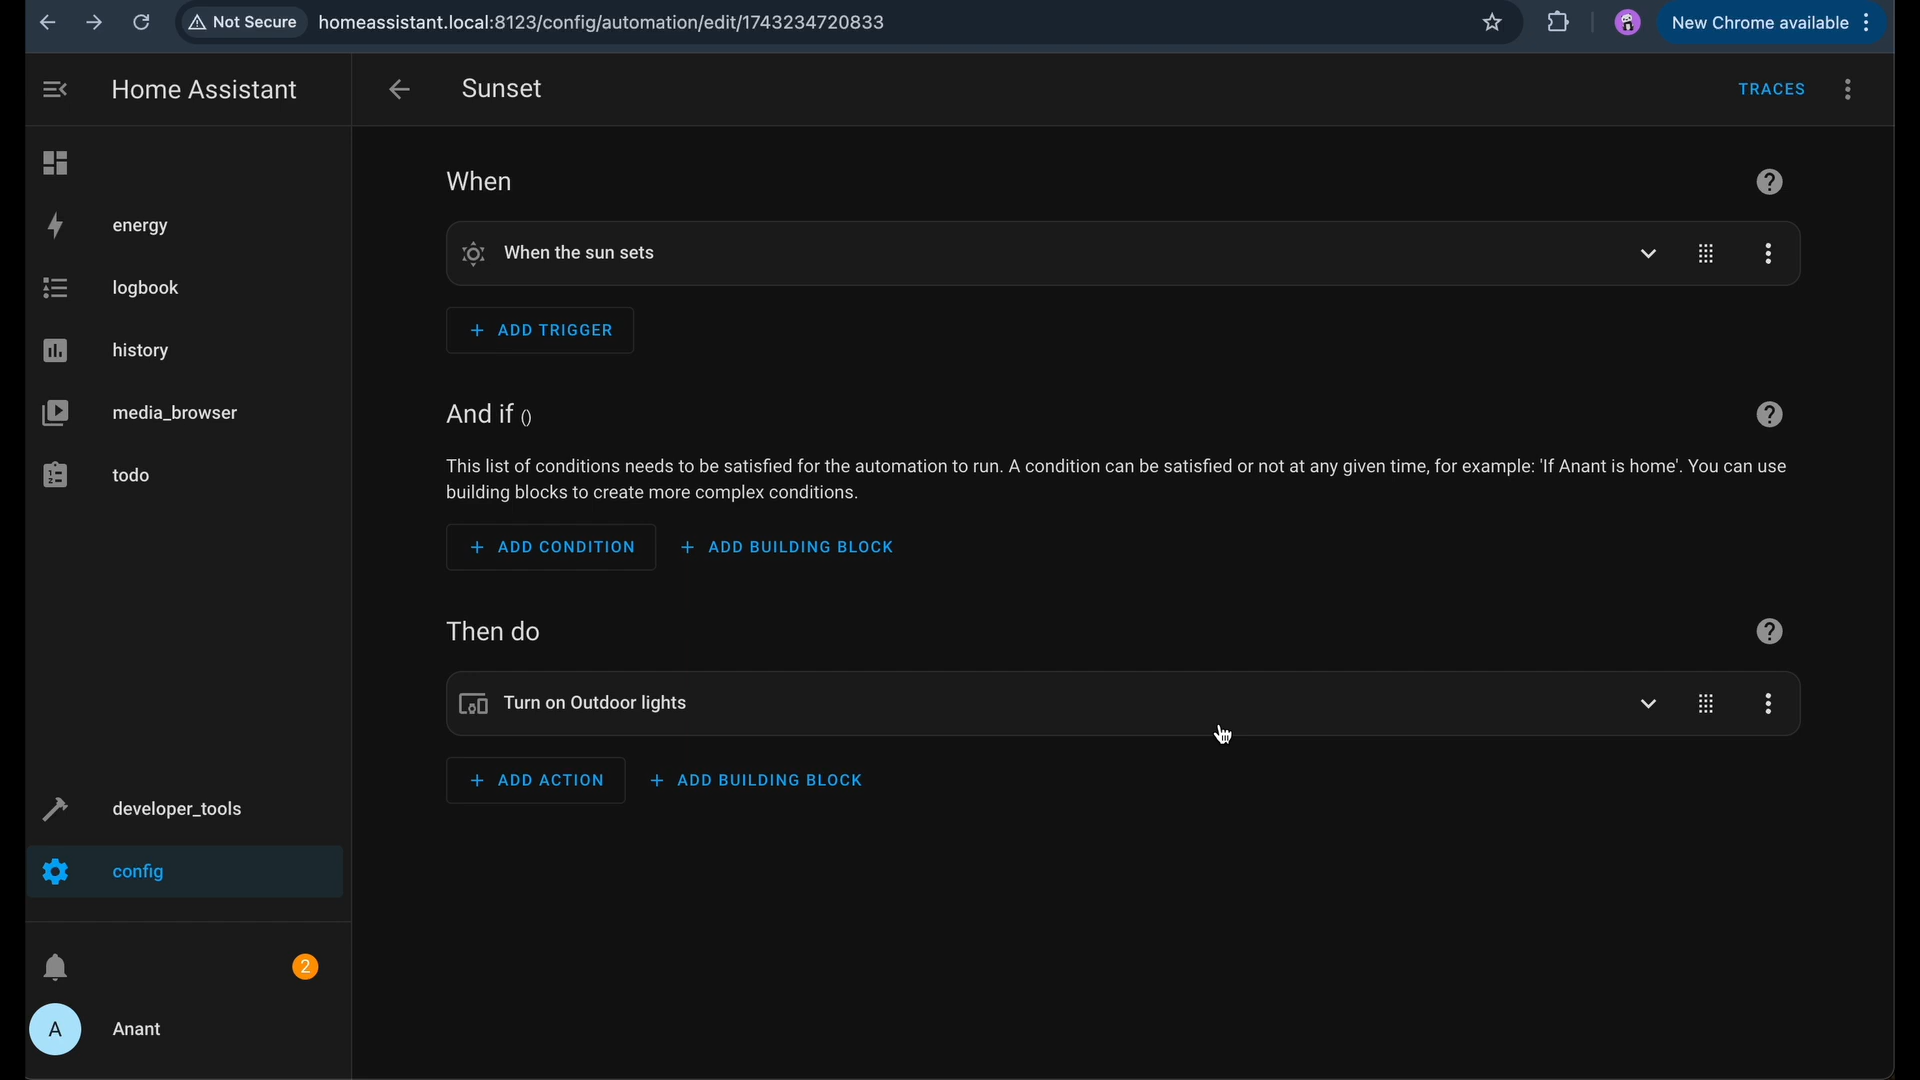 Not Secure homeassistant.local:8123/config/automation/edit/1743234720833 New Chrome available
Home Assistant
Sunset
TRACES
energy
logbook
history
media_browser
todo
developer_tools
config
2
A Anant
When
When the sun sets
+ ADD TRIGGER
And if ()
This list of conditions needs to be satisfied for the automation to run. A condition can be satisfied or not at any given time, for example: 'If Anant is home'. You can use
building blocks to create more complex conditions.
+ ADD CONDITION + ADD BUILDING BLOCK
Then do
Turn on Outdoor lights
+ ADD ACTION + ADD BUILDING BLOCK